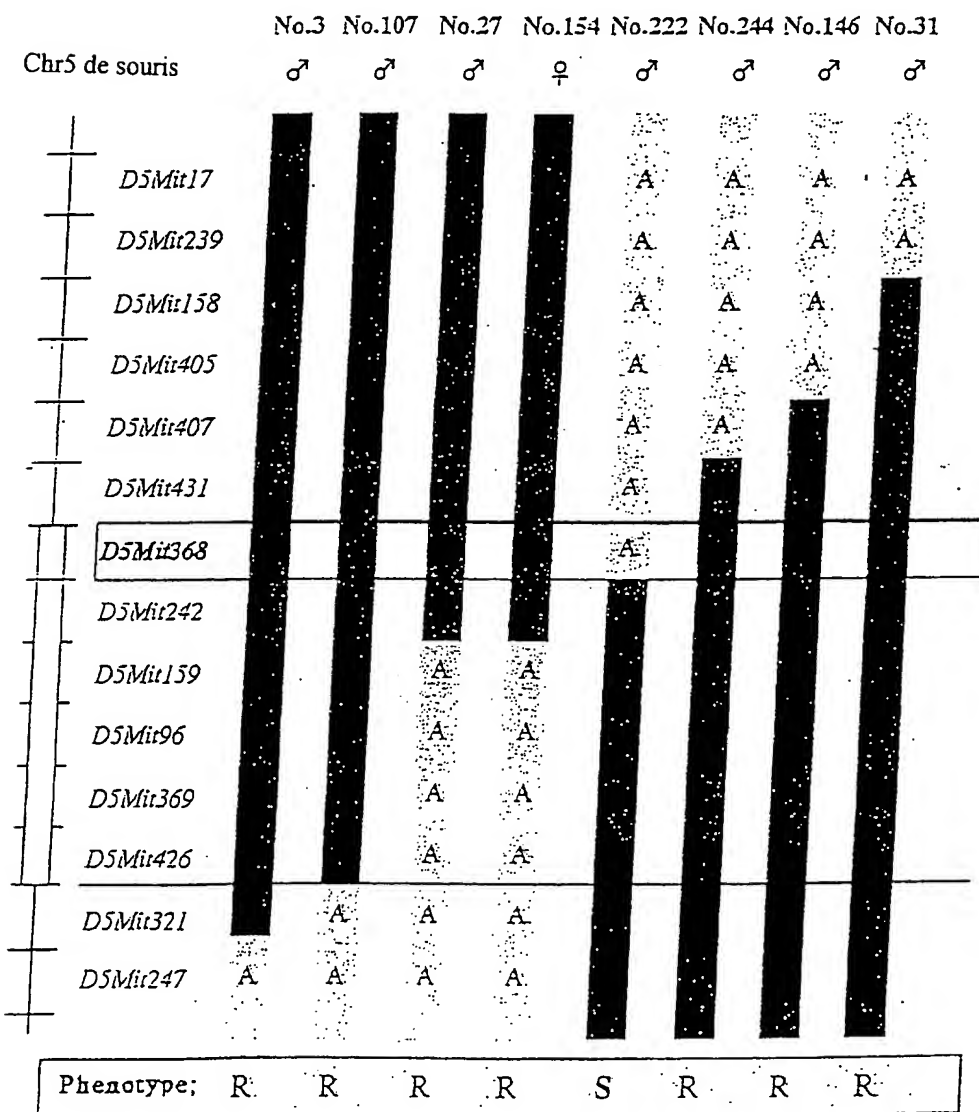 No.3 No.107 No.27 No.154 No.222 No.244 No.146 No.31
Chr5 de souris ♂ ♂ ♂ ♀ ♂ ♂ ♂ ♂
D5Mit17 A A A A
D5Mit239 A A A A
D5Mit158 A A A
D5Mit405 A A A
D5Mit407 A A
D5Mit431 A
D5Mit368 A
D5Mit242
D5Mit159 A A
D5Mit96 A A
D5Mit369 A A
D5Mit426 A A
D5Mit321 A A A
D5Mit247 A A A A
Phenotype; R R R R S R R R